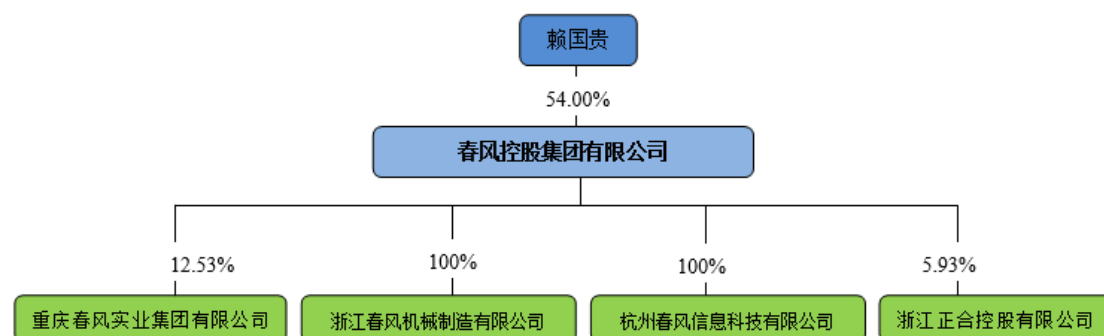 赖国贵
54.00%
春风控股集团有限公司
12.53%
100%
100%
5.93%
重庆春风实业集团有限公司
浙江春风机械制造有限公司
杭州春风信息科技有限公司
浙江正合控股有限公司